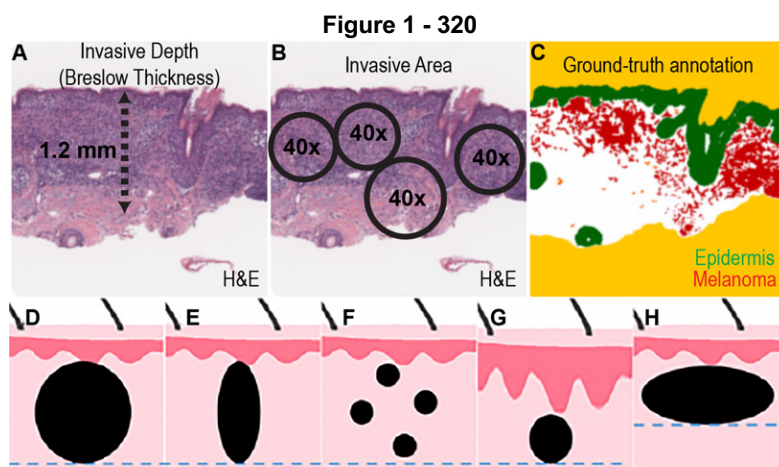 Figure 1 - 320
A
Invasive Depth
(Breslow Thickness)
1.2 mm
H&E
B
Invasive Area
40x
40x
40x
40x
H&E
C
Ground-truth annotation
Epidermis
Melanoma
D
E
F
G
H